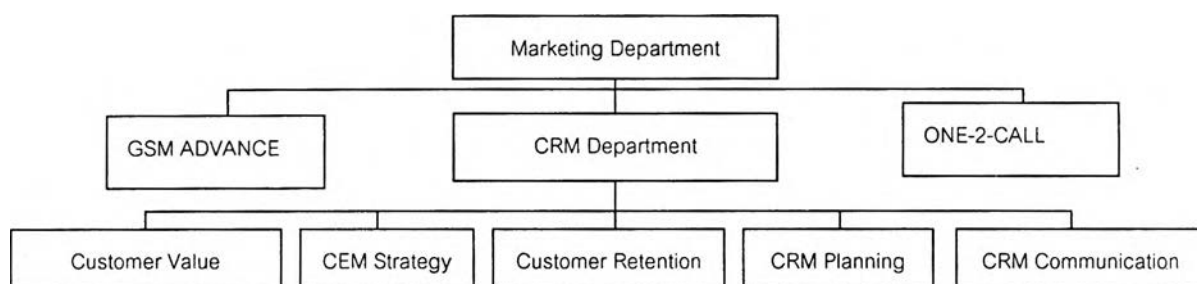 Marketing Department
GSM ADVANCE
CRM Department
ONE-2-CALL
Customer Value
CEM Strategy
Customer Retention
CRM Planning
CRM Communication